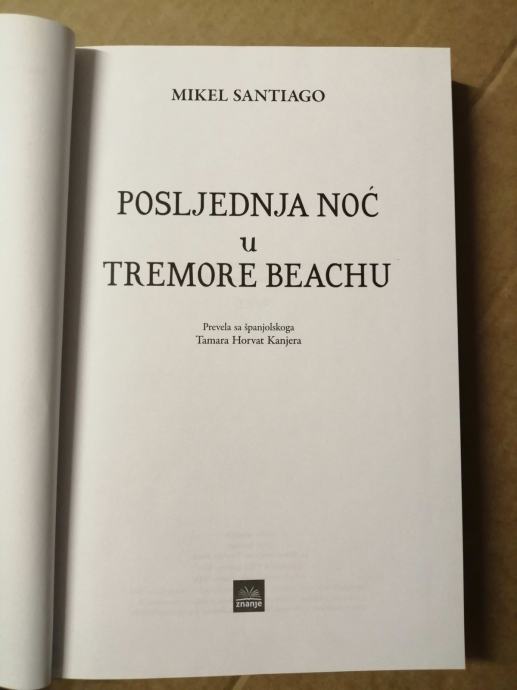 MIKEL SANTIAGO
POSLJEDNJA NOĆ
u
TREMORE BEACHU
Prevela sa španjolskoga
Tamara Horvat Kanjera
znanje